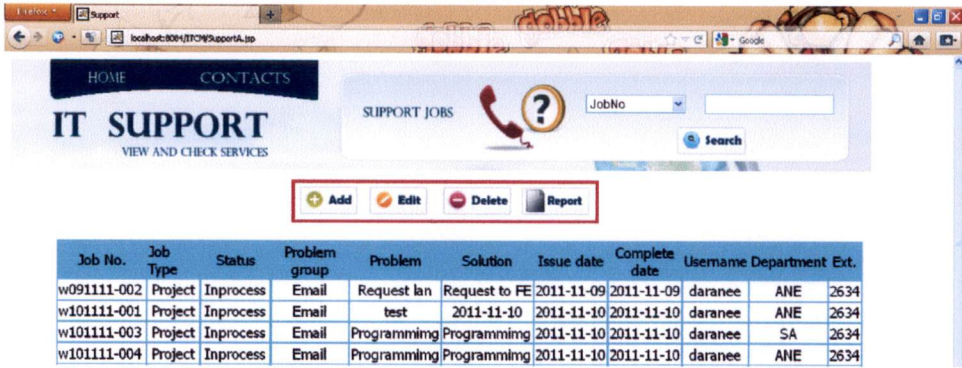 Firefox
Support
localhost:8084/ITCM/SupportA.jsp
Google
HOME CONTACTS
IT SUPPORT
VIEW AND CHECK SERVICES
SUPPORT JOBS
JobNo
Search
Add Edit Delete Report
Job No. Job Type Status Problem group Problem Solution Issue date Complete date Username Department Ext.
w091111-002 Project Inprocess Email Request lan Request to FE 2011-11-09 2011-11-09 daranee ANE 2634
w101111-001 Project Inprocess Email test 2011-11-10 2011-11-10 2011-11-10 daranee ANE 2634
w101111-003 Project Inprocess Email Programmimg Programmimg 2011-11-10 2011-11-10 daranee SA 2634
w101111-004 Project Inprocess Email Programmimg Programmimg 2011-11-10 2011-11-10 daranee ANE 2634